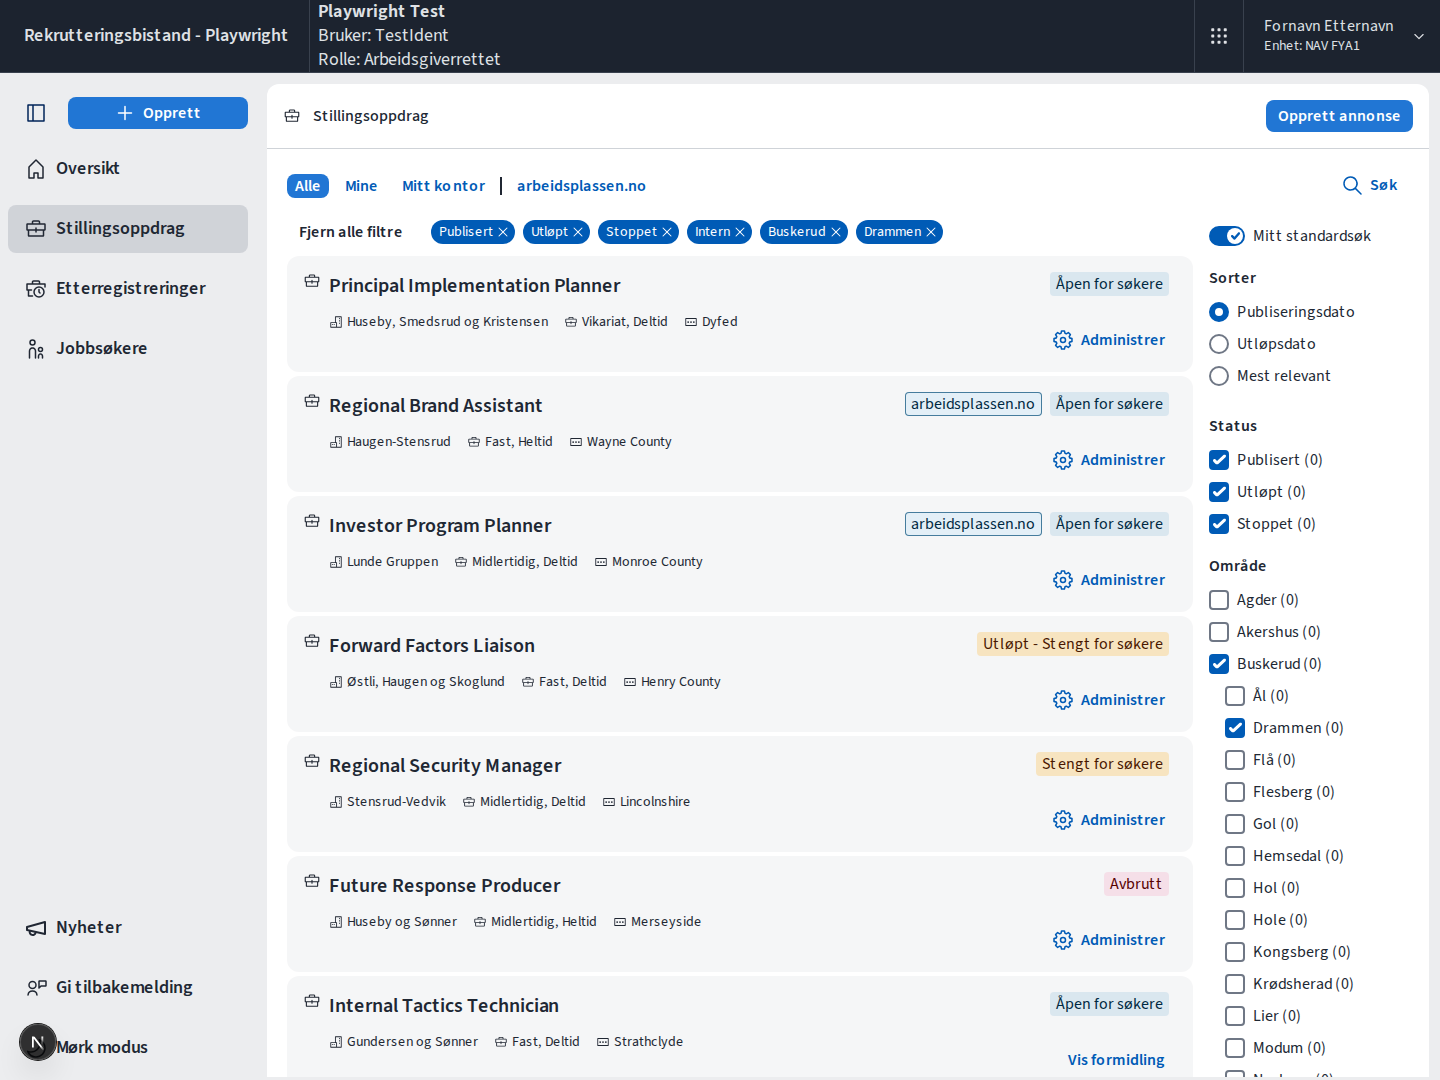 Rekrutteringsbistand - Playwright
Playwright Test
Bruker: TestIdent
Rolle: Arbeidsgiverrettet
Fornavn Etternavn
Enhet: NAV FYA1
Opprett
Oversikt
Stillingsoppdrag
Etterregistreringer
Jobbsøkere
Nyheter
Gi tilbakemelding
N
Mørk modus
Stillingsoppdrag
Opprett annonse
Alle Mine Mitt kontor arbeidsplassen.no
Søk
Fjern alle filtre Publisert Utløpt Stoppet Intern Buskerud Drammen
Principal Implementation Planner
Åpen for søkere
Huseby, Smedsrud og Kristensen Vikariat, Deltid Dyfed
Administrer
Regional Brand Assistant
arbeidsplassen.no Åpen for søkere
Haugen-Stensrud Fast, Heltid Wayne County
Administrer
Investor Program Planner
arbeidsplassen.no Åpen for søkere
Lunde Gruppen Midlertidig, Deltid Monroe County
Administrer
Forward Factors Liaison
Utløpt - Stengt for søkere
Østli, Haugen og Skoglund Fast, Deltid Henry County
Administrer
Regional Security Manager
Stengt for søkere
Stensrud-Vedvik Midlertidig, Deltid Lincolnshire
Administrer
Future Response Producer
Avbrutt
Huseby og Sønner Midlertidig, Heltid Merseyside
Administrer
Internal Tactics Technician
Åpen for søkere
Gundersen og Sønner Fast, Deltid Strathclyde
Vis formidling
Mitt standardsøk
Sorter
Publiseringsdato
Utløpsdato
Mest relevant
Status
Publisert (0)
Utløpt (0)
Stoppet (0)
Område
Agder (0)
Akershus (0)
Buskerud (0)
Ål (0)
Drammen (0)
Flå (0)
Flesberg (0)
Gol (0)
Hemsedal (0)
Hol (0)
Hole (0)
Kongsberg (0)
Krødsherad (0)
Lier (0)
Modum (0)